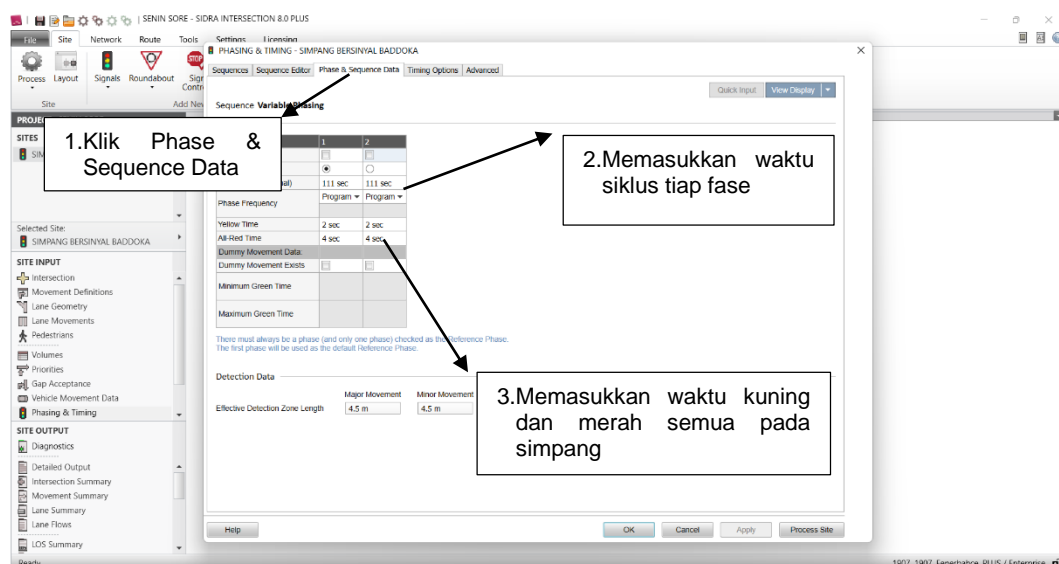 SENIN SORE - SIDRA INTERSECTION 8.0 PLUS
File Site Network Route Tools Settings Licensing
Process Layout Signals Roundabout
Site
PHASING & TIMING - SIMPANG BERSINYAL BADDOKA
Sequences Sequence Editor Phase & Sequence Data Timing Options Advanced
Quick Input View Display
Sequence Variable Phasing
1.Klik Phase &
Sequence Data
2.Memasukkan waktu
siklus tiap fase
3.Memasukkan waktu kuning
dan merah semua pada
simpang
1 2
111 sec 111 sec
Phase Frequency Program Program
Yellow Time 2 sec 2 sec
All-Red Time 4 sec 4 sec
Dummy Movement Data:
Dummy Movement Exists
Minimum Green Time
Maximum Green Time
There must always be a phase (and only one phase) checked as the Reference Phase.
The first phase will be used as the default Reference Phase.
Detection Data
Major Movement Minor Movement
Effective Detection Zone Length 4.5 m 4.5 m
Help OK Cancel Apply Process Site
SITES
Selected Site:
SIMPANG BERSINYAL BADDOKA
SITE INPUT
Intersection
Movement Definitions
Lane Geometry
Lane Movements
Pedestrians
Volumes
Priorities
Gap Acceptance
Vehicle Movement Data
Phasing & Timing
SITE OUTPUT
Diagnostics
Detailed Output
Intersection Summary
Movement Summary
Lane Summary
Lane Flows
LOS Summary
Ready